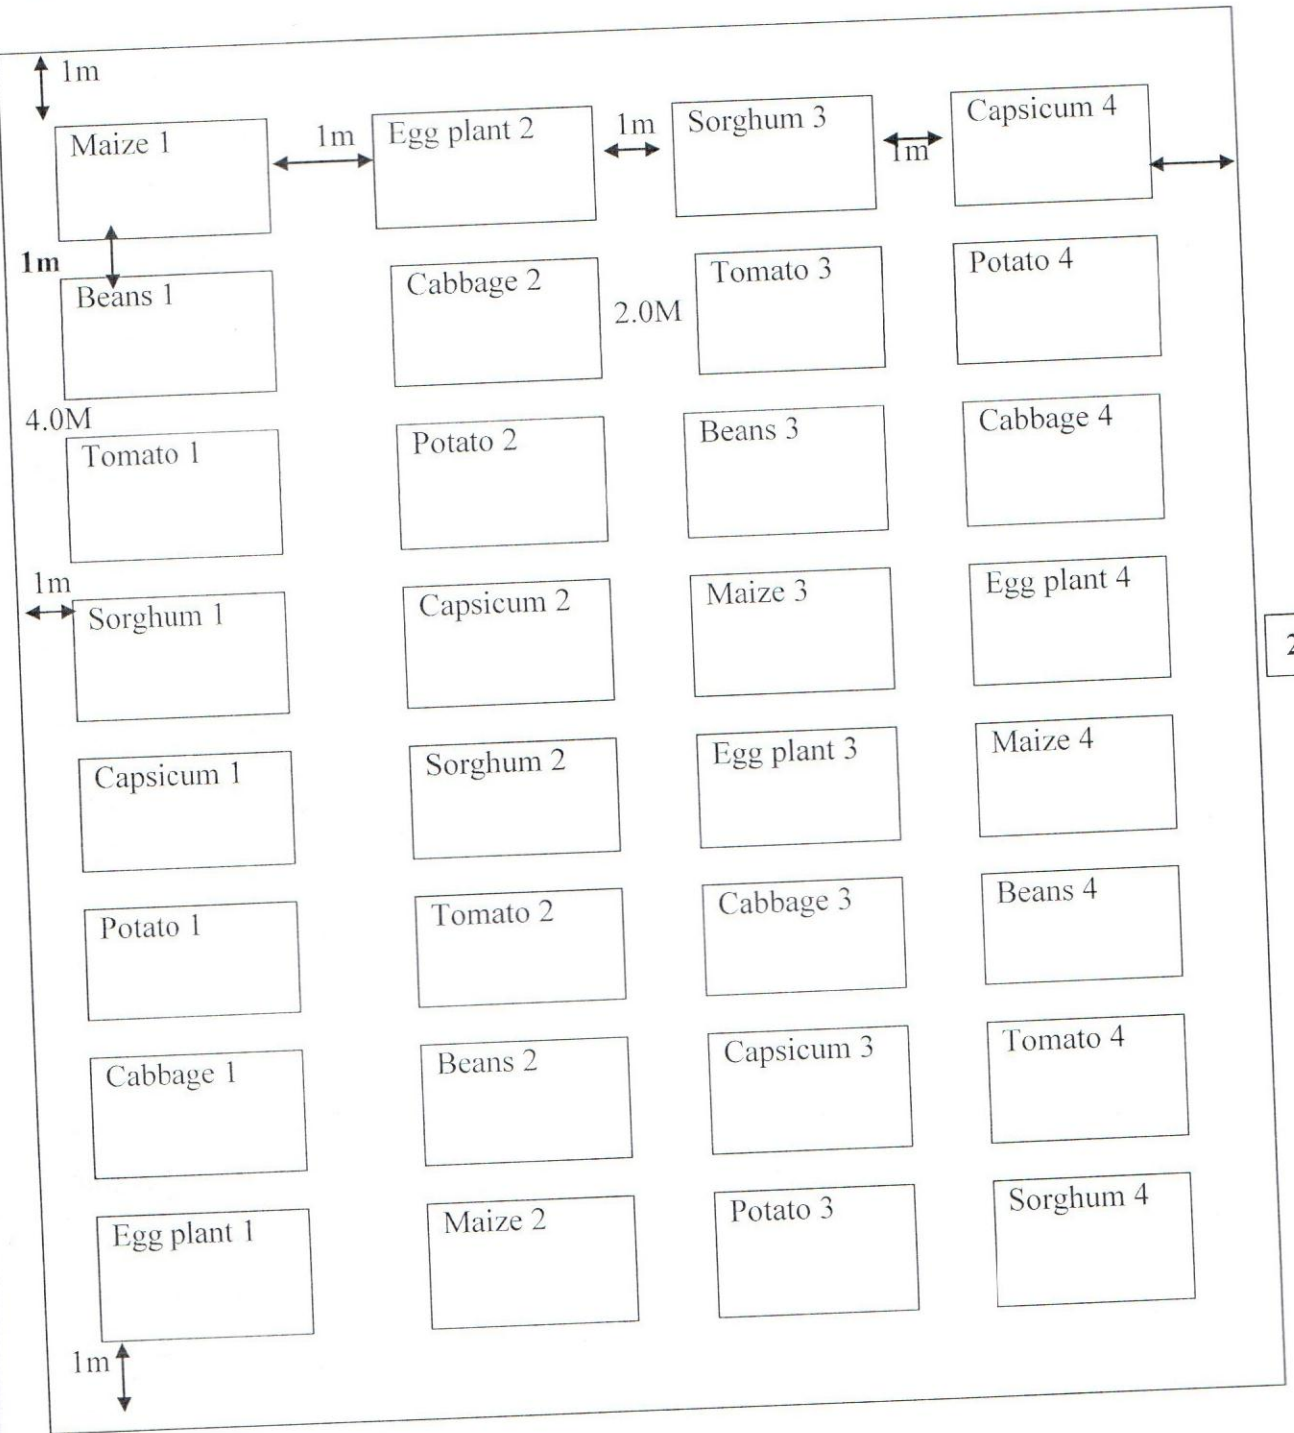 1m
Maize 1
1m
Egg plant 2
1m
Sorghum 3
1m
Capsicum 4
1m
Beans 1
Cabbage 2
2.0M
Tomato 3
Potato 4
4.0M
Tomato 1
Potato 2
Beans 3
Cabbage 4
1m
Sorghum 1
Capsicum 2
Maize 3
Egg plant 4
2
Capsicum 1
Sorghum 2
Egg plant 3
Maize 4
Potato 1
Tomato 2
Cabbage 3
Beans 4
Cabbage 1
Beans 2
Capsicum 3
Tomato 4
Egg plant 1
Maize 2
Potato 3
Sorghum 4
1m